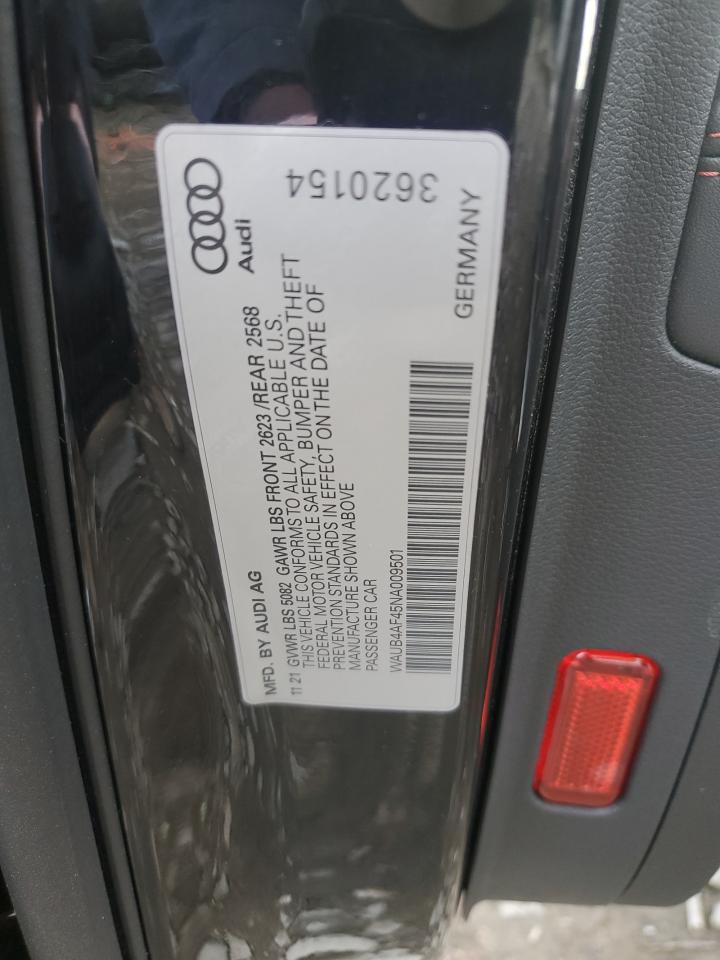 Audi
3620154
MFD. BY AUDI AG
11 21 GVWR LBS 5082 GAWR LBS FRONT 2623 /REAR 2568
THIS VEHICLE CONFORMS TO ALL APPLICABLE U.S.
FEDERAL MOTOR VEHICLE SAFETY, BUMPER AND THEFT
PREVENTION STANDARDS IN EFFECT ON THE DATE OF
MANUFACTURE SHOWN ABOVE
PASSENGER CAR
WAUB4AF45NA009501
GERMANY